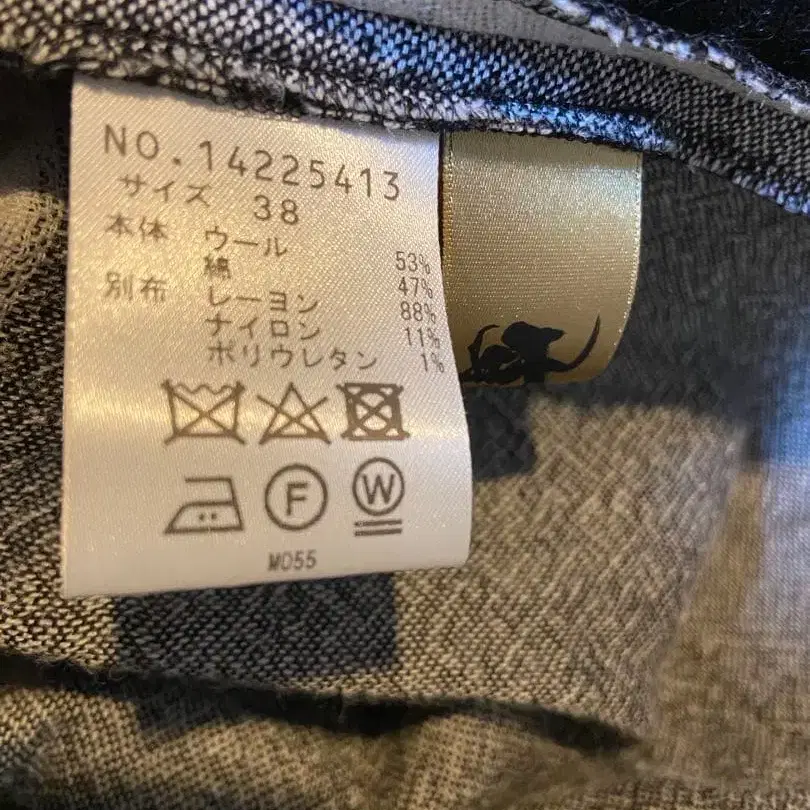 NO.14225413
サイズ 38
本体 ウール 53%
綿 47%
別布 レーヨン 88%
ナイロン 11%
ポリウレタン 1%
F W
M055